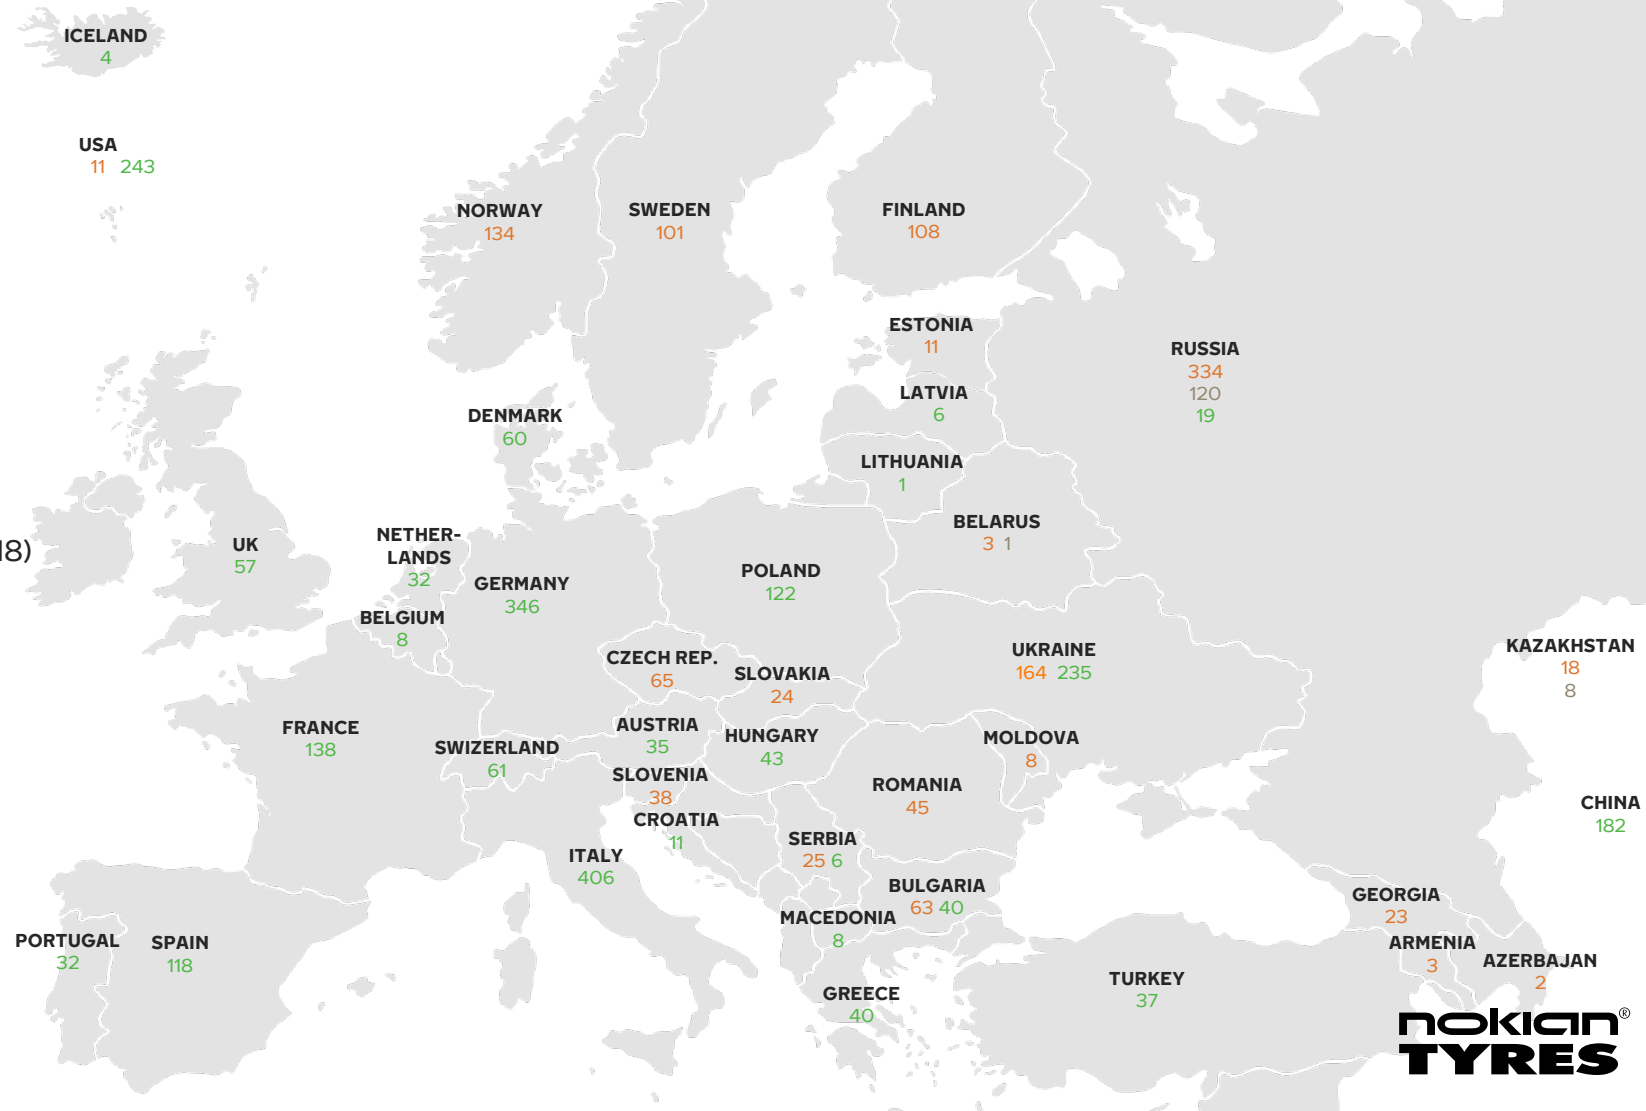 ICELAND
4
USA
11 243
NORWAY
134
SWEDEN
101
FINLAND
108
ESTONIA
11
RUSSIA
334
120
19
LATVIA
6
DENMARK
60
LITHUANIA
1
BELARUS
3 1
18)
UK
57
NETHER-
LANDS
32
GERMANY
346
POLAND
122
BELGIUM
8
UKRAINE
164 235
KAZAKHSTAN
18
8
CZECH REP.
65
SLOVAKIA
24
FRANCE
138
SWIZERLAND
61
AUSTRIA
35
HUNGARY
43
MOLDOVA
8
SLOVENIA
38
ROMANIA
45
CHINA
182
CROATIA
11
SERBIA
25 6
ITALY
406
BULGARIA
63 40
GEORGIA
23
MACEDONIA
8
PORTUGAL
32
SPAIN
118
ARMENIA
3
AZERBAJAN
2
TURKEY
37
GREECE
40
nokian®
TYRES